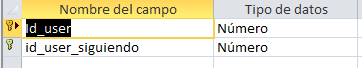 Nombre del campo Tipo de datos
Id_user Número
id_user_siguiendo Número